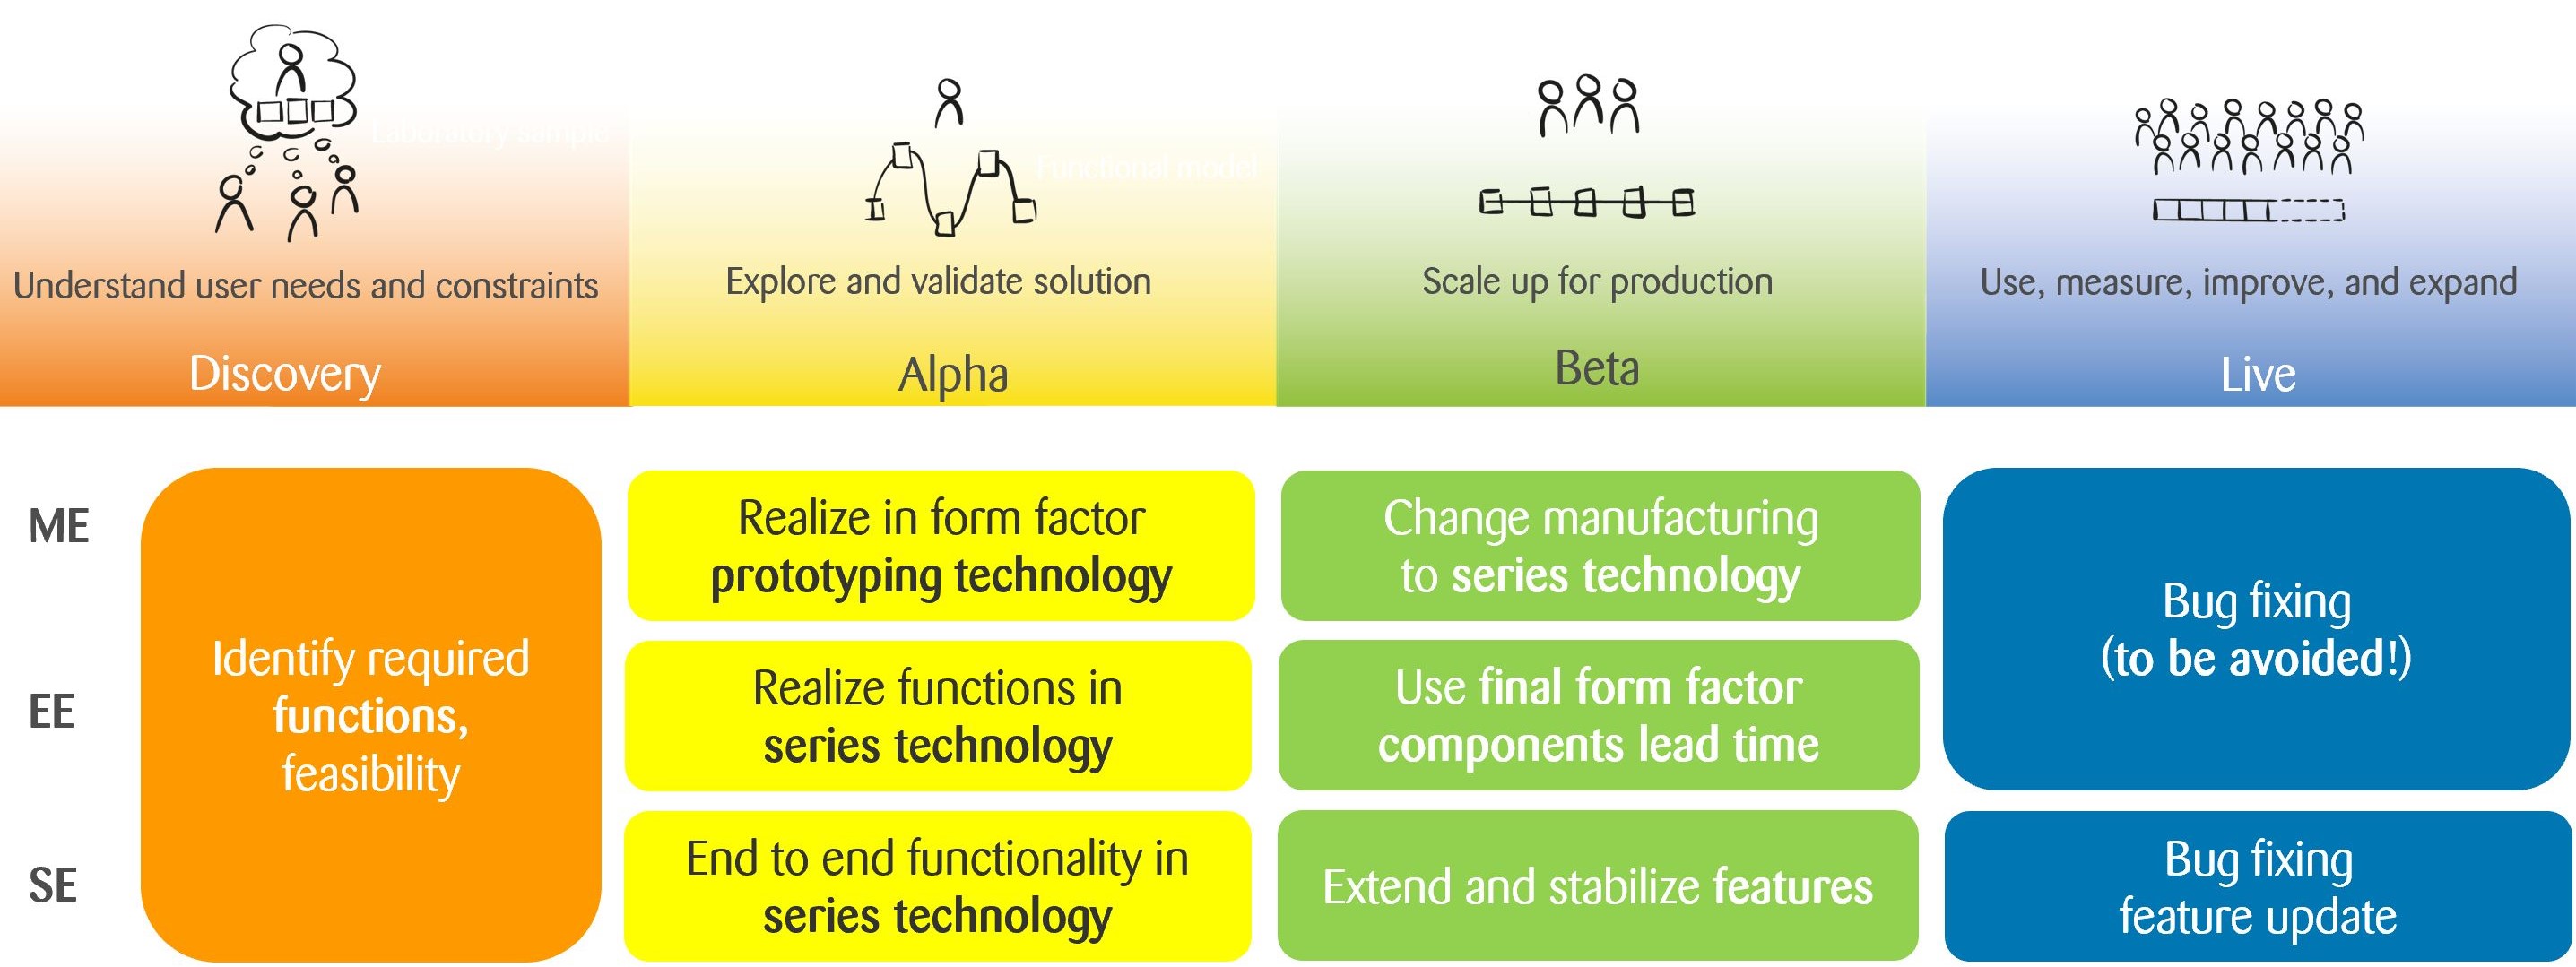 Laboratory sample
Functional model
Understand user needs and constraints
Explore and validate solution
Scale up for production
Use, measure, improve, and expand
Discovery
Alpha
Beta
Live
ME
EE
SE
Identify required
functions,
feasibility
Realize in form factor
prototyping technology
Realize functions in
series technology
End to end functionality in
series technology
Change manufacturing
to series technology
Use final form factor
components lead time
Extend and stabilize features
Bug fixing
(to be avoided!)
Bug fixing
feature update